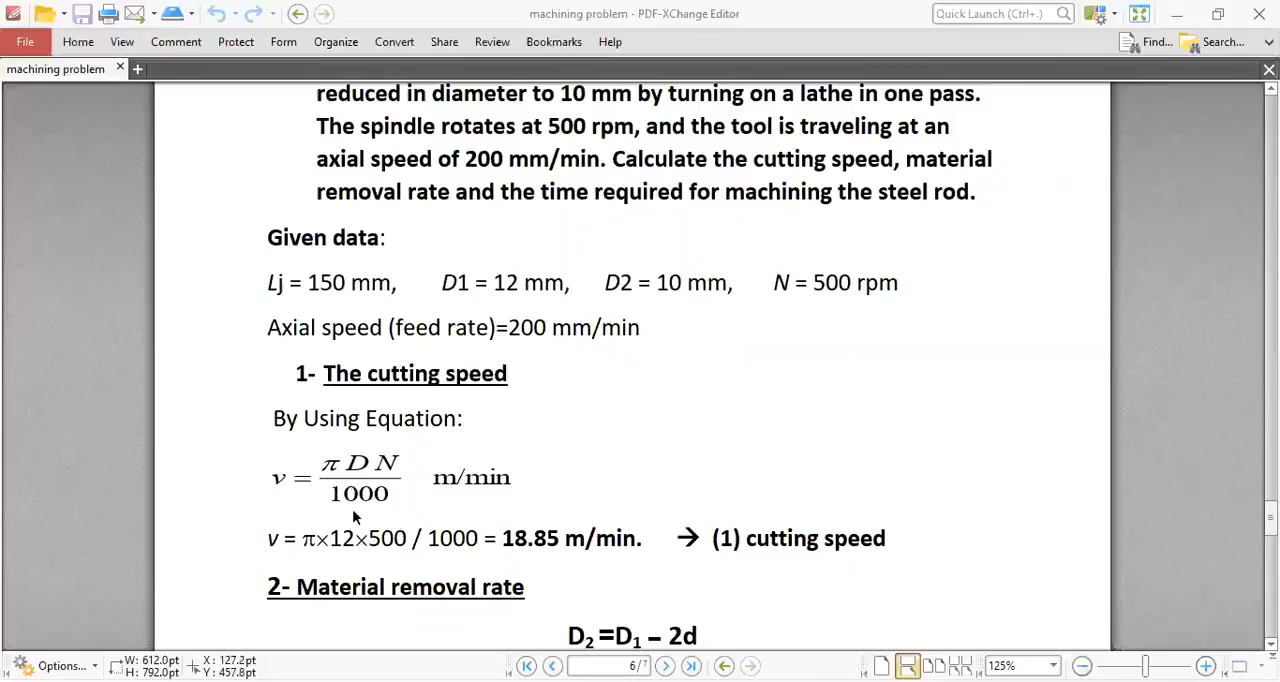 machining problem - PDF-XChange Editor
Quick Launch (Ctrl+.)
File Home View Comment Protect Form Organize Convert Share Review Bookmarks Help Find... Search...
machining problem
reduced in diameter to 10 mm by turning on a lathe in one pass.
The spindle rotates at 500 rpm, and the tool is traveling at an
axial speed of 200 mm/min. Calculate the cutting speed, material
removal rate and the time required for machining the steel rod.
Given data:
Lj = 150 mm, D1 = 12 mm, D2 = 10 mm, N = 500 rpm
Axial speed (feed rate)=200 mm/min
1- The cutting speed
By Using Equation:
v = π D N / 1000 m/min
v = π×12×500 / 1000 = 18.85 m/min. → (1) cutting speed
2- Material removal rate
D₂ =D₁ – 2d
Options... W: 612.0pt H: 792.0pt X: 127.2pt Y: 457.8pt 6/7 125%